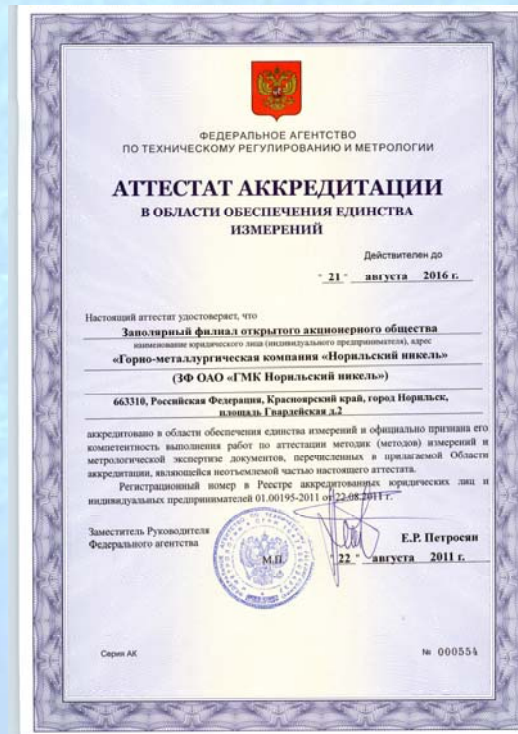 ФЕДЕРАЛЬНОЕ АГЕНТСТВО
ПО ТЕХНИЧЕСКОМУ РЕГУЛИРОВАНИЮ И МЕТРОЛОГИИ
АТТЕСТАТ АККРЕДИТАЦИИ
В ОБЛАСТИ ОБЕСПЕЧЕНИЯ ЕДИНСТВА
ИЗМЕРЕНИЙ
Действителен до
" 21 " августа 2016 г.
Настоящий аттестат удостоверяет, что
Заполярный филиал открытого акционерного общества
наименование юридического лица (индивидуального предпринимателя), адрес
«Горно-металлургическая компания «Норильский никель»
(ЗФ ОАО «ГМК Норильский никель»)
663310, Российская Федерация, Красноярский край, город Норильск,
площадь Гвардейская д.2
аккредитовано в области обеспечения единства измерений и официально признана его
компетентность выполнения работ по аттестации методик (методов) измерений и
метрологической экспертизе документов, перечисленных в прилагаемой Области
аккредитации, являющейся неотъемлемой частью настоящего аттестата.
Регистрационный номер в Реестре аккредитованных юридических лиц и
индивидуальных предпринимателей 01.00195-2011 от 22.08.2011 г.
Заместитель Руководителя
Федерального агентства
Е.Р. Петросян
М.П. " 22 " августа 2011 г.
Серия АК
№ 000554